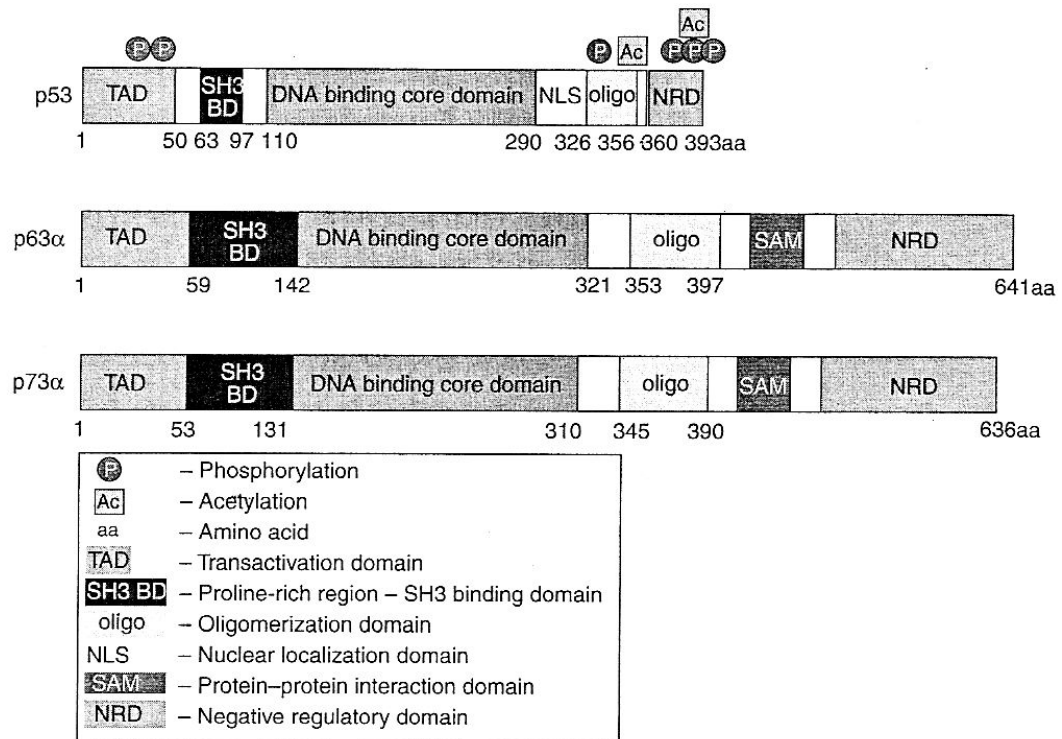 P P P Ac Ac P P P
p53 TAD SH3 BD DNA binding core domain NLS oligo NRD
1 50 63 97 110 290 326 356 360 393aa
p63α TAD SH3 BD DNA binding core domain oligo SAM NRD
1 59 142 321 353 397 641aa
p73α TAD SH3 BD DNA binding core domain oligo SAM NRD
1 53 131 310 345 390 636aa
P – Phosphorylation
Ac – Acetylation
aa – Amino acid
TAD – Transactivation domain
SH3 BD – Proline-rich region – SH3 binding domain
oligo – Oligomerization domain
NLS – Nuclear localization domain
SAM – Protein–protein interaction domain
NRD – Negative regulatory domain